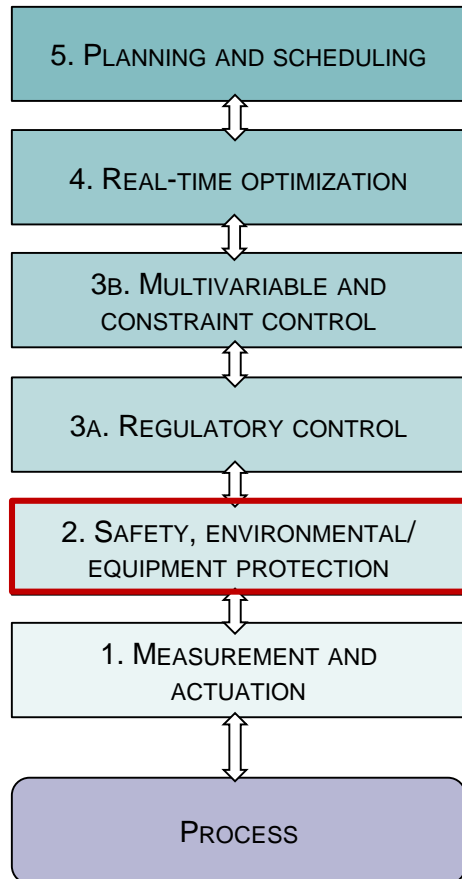 5. Planning and scheduling
4. Real-time optimization
3b. Multivariable and
constraint control
3a. Regulatory control
2. Safety, environmental/
equipment protection
1. Measurement and
actuation
Process